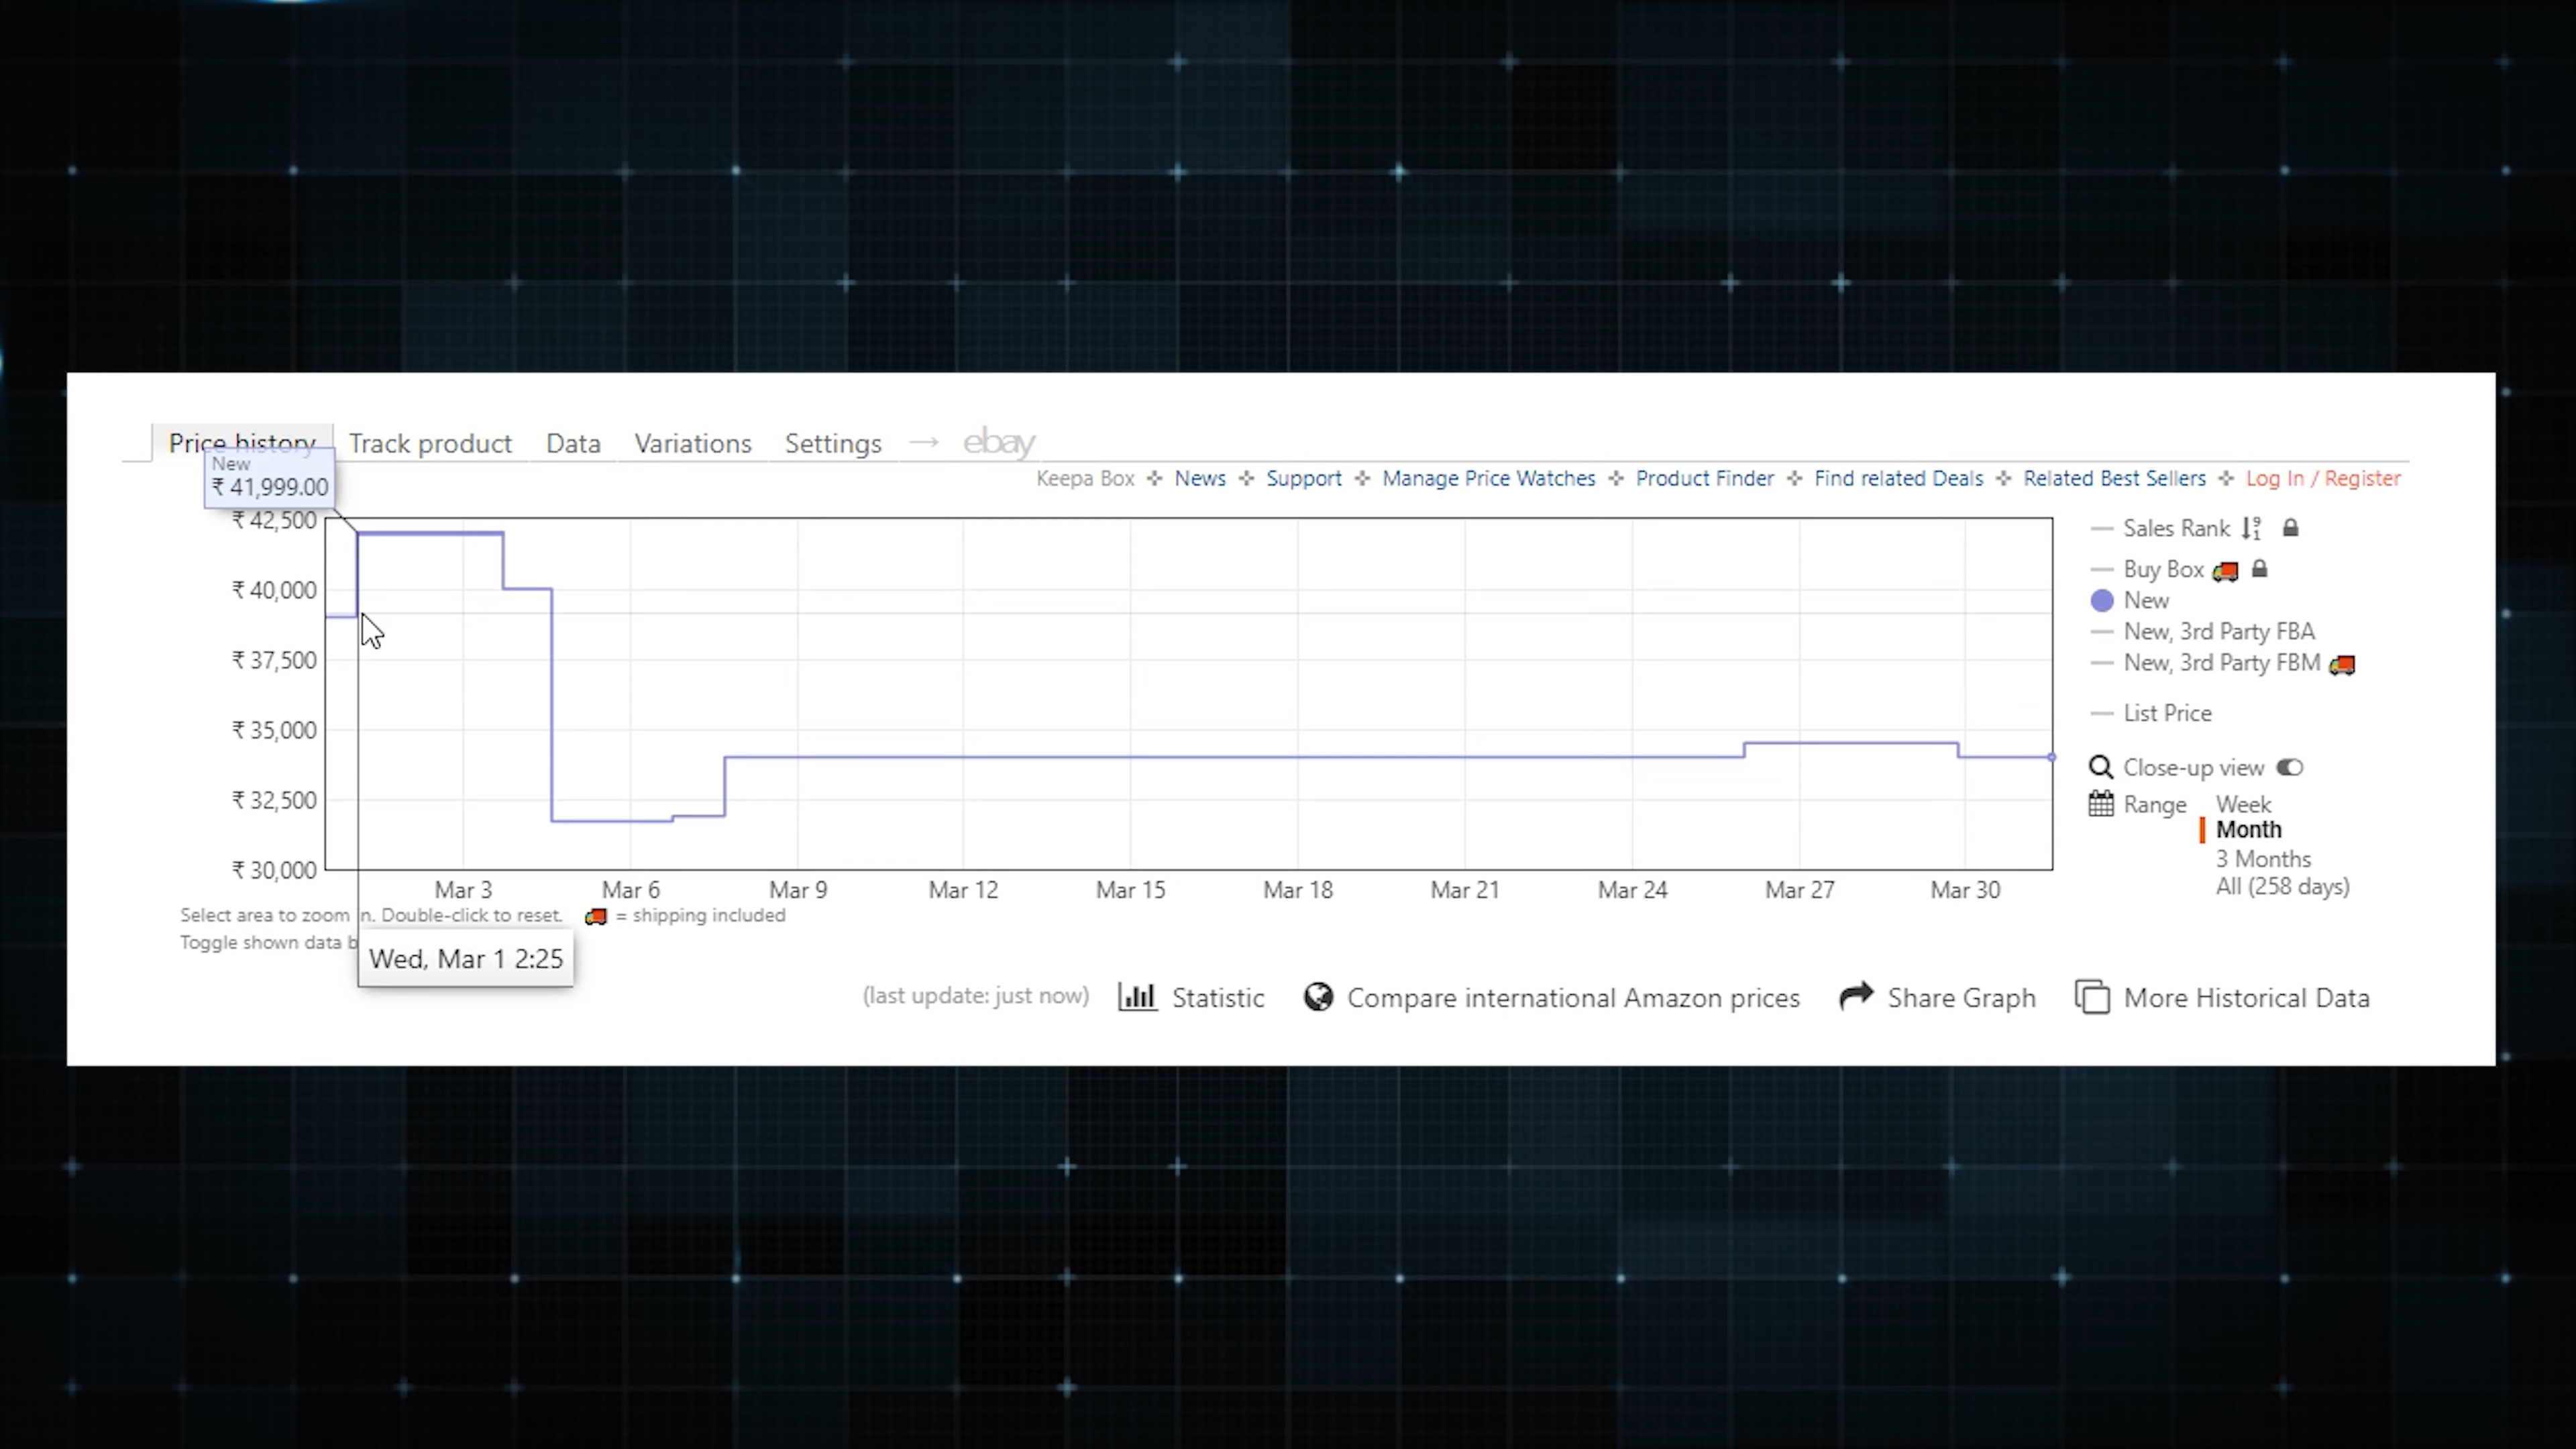 Price history Track product Data Variations Settings → ebay
New
₹ 41,999.00
Keepa Box ✣ News ✣ Support ✣ Manage Price Watches ✣ Product Finder ✣ Find related Deals ✣ Related Best Sellers ✣ Log In / Register
₹ 42,500
₹ 40,000
₹ 37,500
₹ 35,000
₹ 32,500
₹ 30,000
Mar 3 Mar 6 Mar 9 Mar 12 Mar 15 Mar 18 Mar 21 Mar 24 Mar 27 Mar 30
Sales Rank
Buy Box
New
New, 3rd Party FBA
New, 3rd Party FBM
List Price
Close-up view
Range Week
Month
3 Months
All (258 days)
Select area to zoom in. Double-click to reset. = shipping included
Toggle shown data b
Wed, Mar 1 2:25
(last update: just now) Statistic Compare international Amazon prices Share Graph More Historical Data